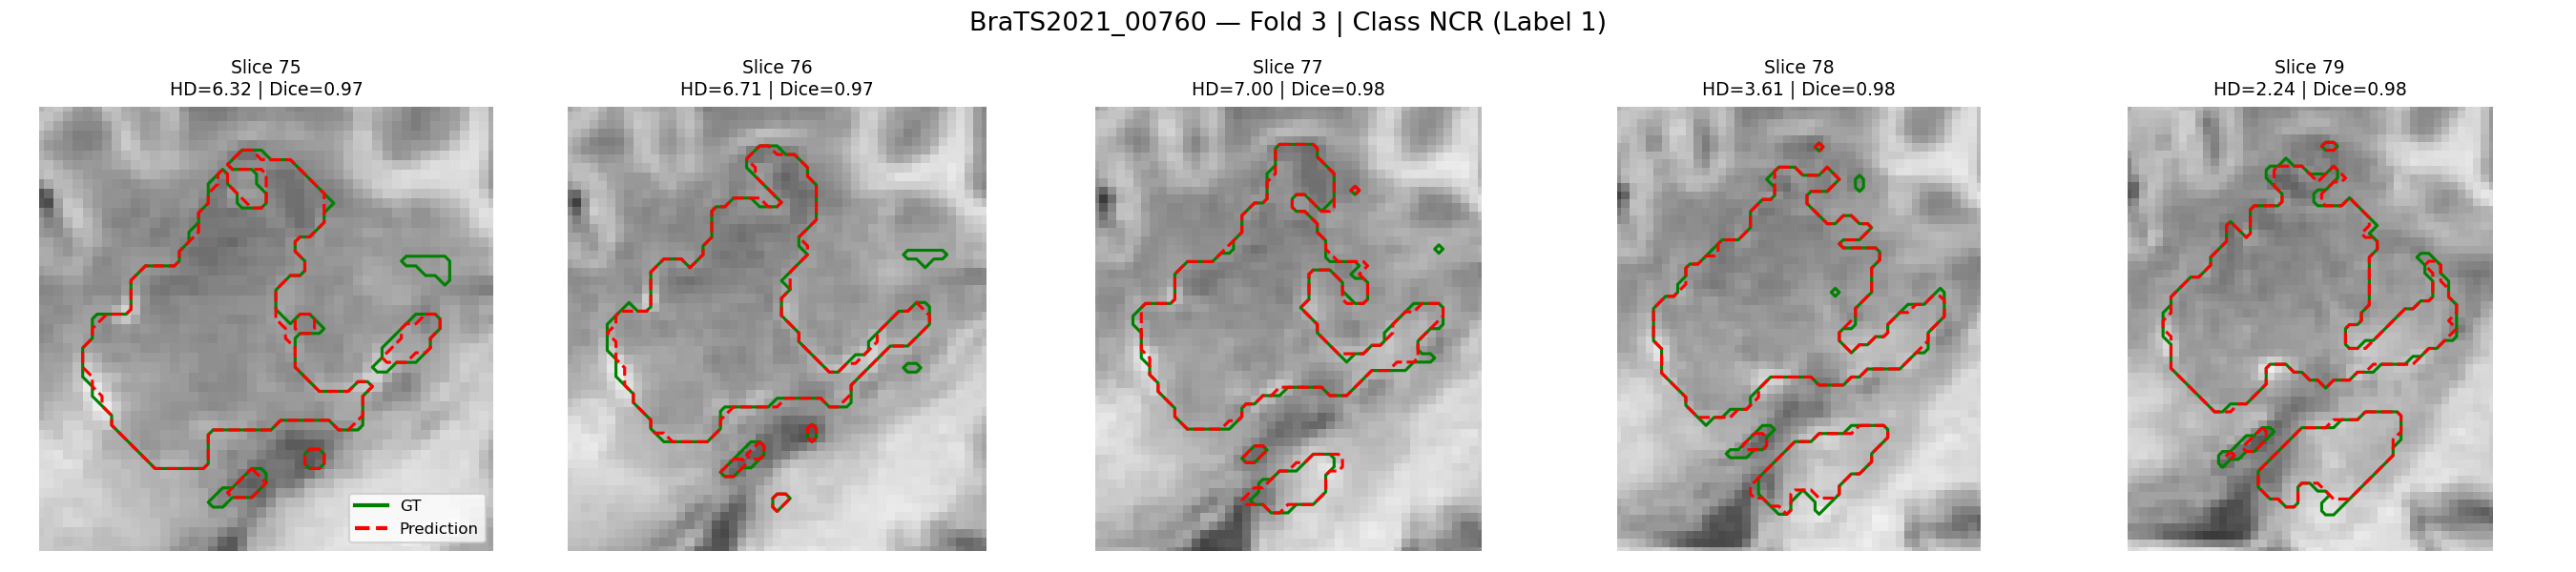 BraTS2021_00760 — Fold 3 | Class NCR (Label 1)
Slice 75
HD=6.32 | Dice=0.97
Slice 76
HD=6.71 | Dice=0.97
Slice 77
HD=7.00 | Dice=0.98
Slice 78
HD=3.61 | Dice=0.98
Slice 79
HD=2.24 | Dice=0.98
GT
Prediction